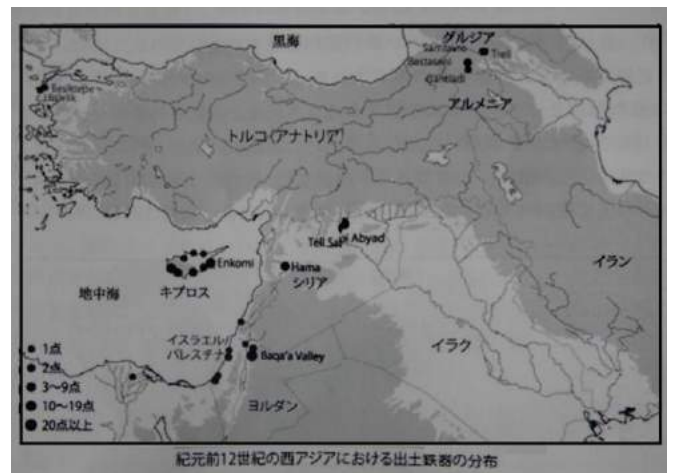 黒海
グルジア
Samtavro
Treli
アルメニア
トルコ(アナトリア)
Tell Sabi Abyad
Enkomi
Hama
シリア
地中海
キプロス
イラン
イスラエル/
パレスチナ
Baqa'a Valley
イラク
ヨルダン
1点
2点
3〜9点
10〜19点
20点以上
紀元前12世紀の西アジアにおける出土鉄器の分布